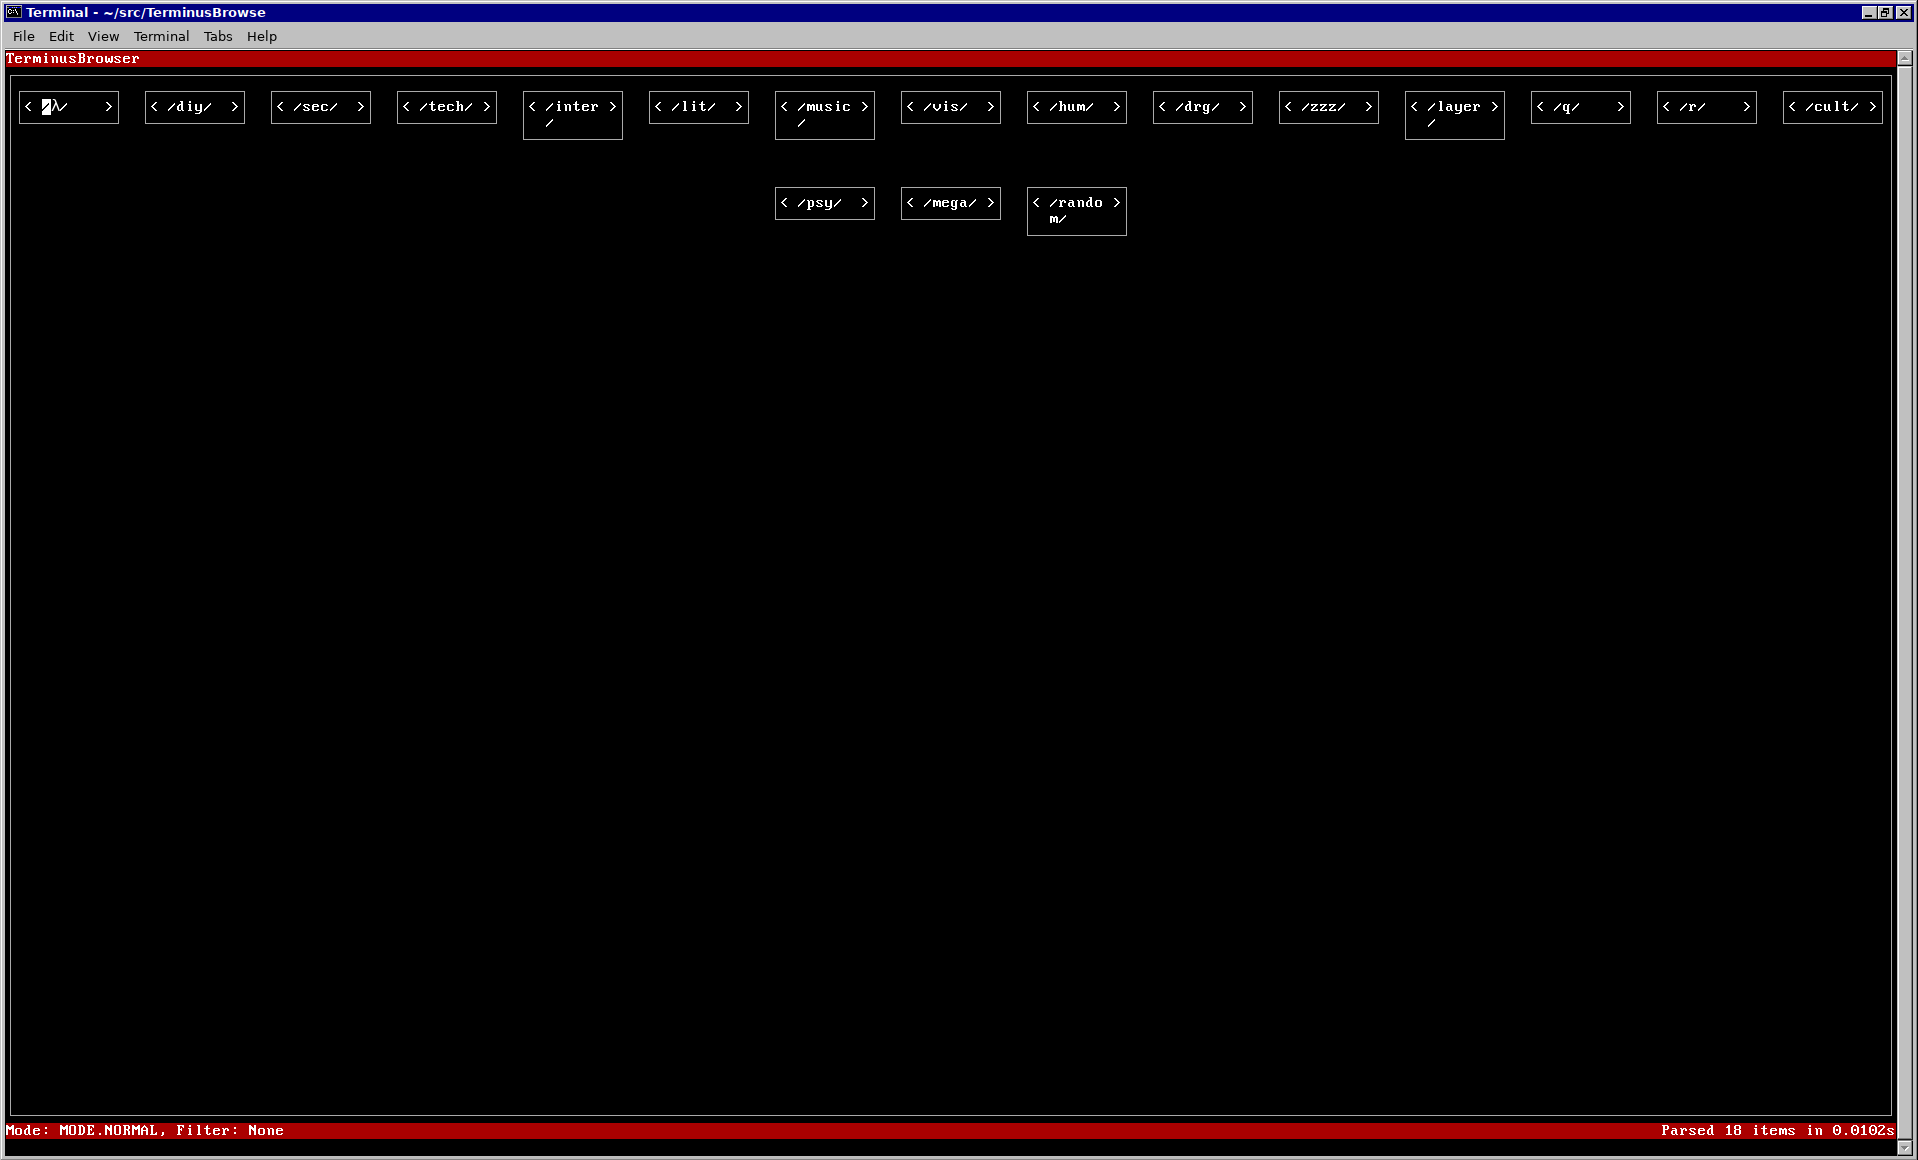 Terminal - ~/src/TerminusBrowse
File Edit View Terminal Tabs Help
TerminusBrowser
< /λ/ > < /diy/ > < /sec/ > < /tech/ > < /inter > < /lit/ > < /music > < /vis/ > < /hum/ > < /drg/ > < /zzz/ > < /layer > < /q/ > < /r/ > < /cult/ >
/ / /
< /psy/ > < /mega/ > < /rando >
m/
Mode: MODE.NORMAL, Filter: None Parsed 18 items in 0.0102s